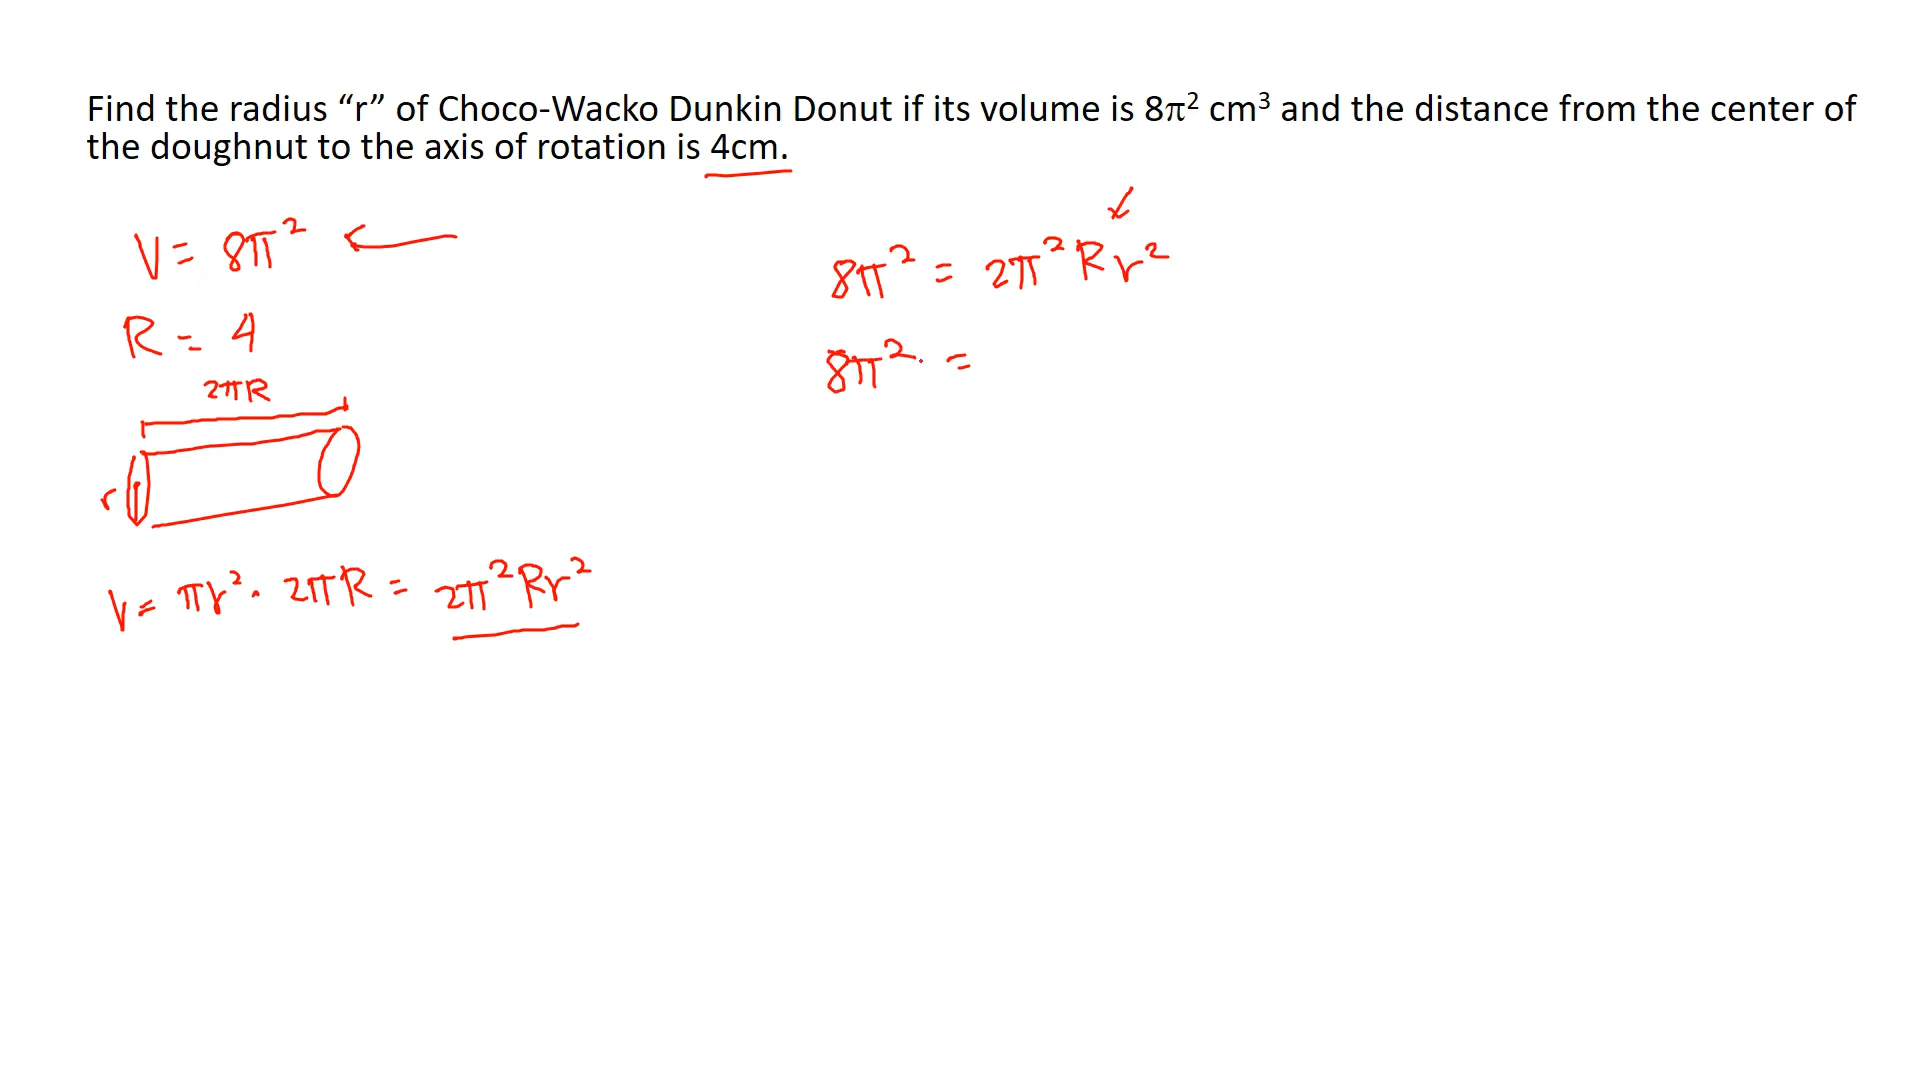 Find the radius “r” of Choco-Wacko Dunkin Donut if its volume is 8π² cm³ and the distance from the center of
the doughnut to the axis of rotation is 4cm.
V = 8π²
R = 4
2πR
r
V = πr² · 2πR = 2π²Rr²
8π² = 2π²Rr²
8π² =